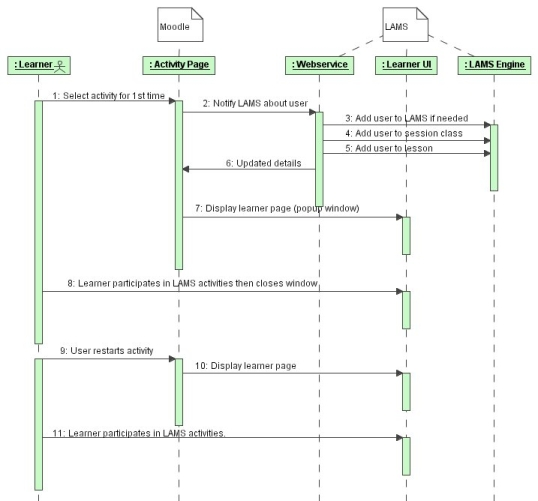 Moodle
LAMS
: Learner
: Activity Page
: Webservice
: Learner UI
: LAMS Engine
1: Select activity for 1st time
2: Notify LAMS about user
3: Add user to LAMS if needed
4: Add user to session class
5: Add user to lesson
6: Updated details
7: Display learner page (popup window)
8: Learner participates in LAMS activities then closes window
9: User restarts activity
10: Display learner page
11: Learner participates in LAMS activities.